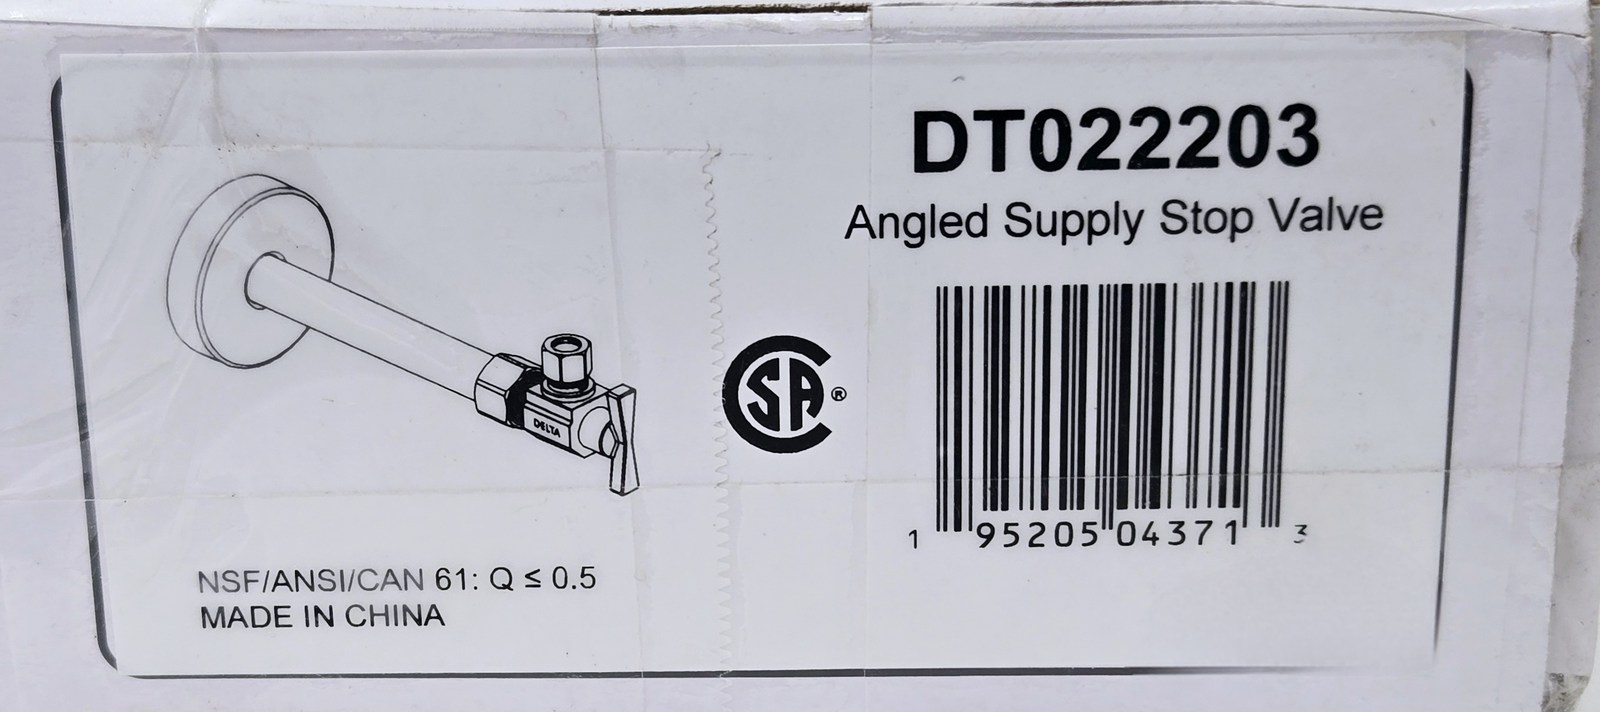 DT022203
Angled Supply Stop Valve
DELTA
CSA®
1 95205 04371 3
NSF/ANSI/CAN 61: Q ≤ 0.5
MADE IN CHINA